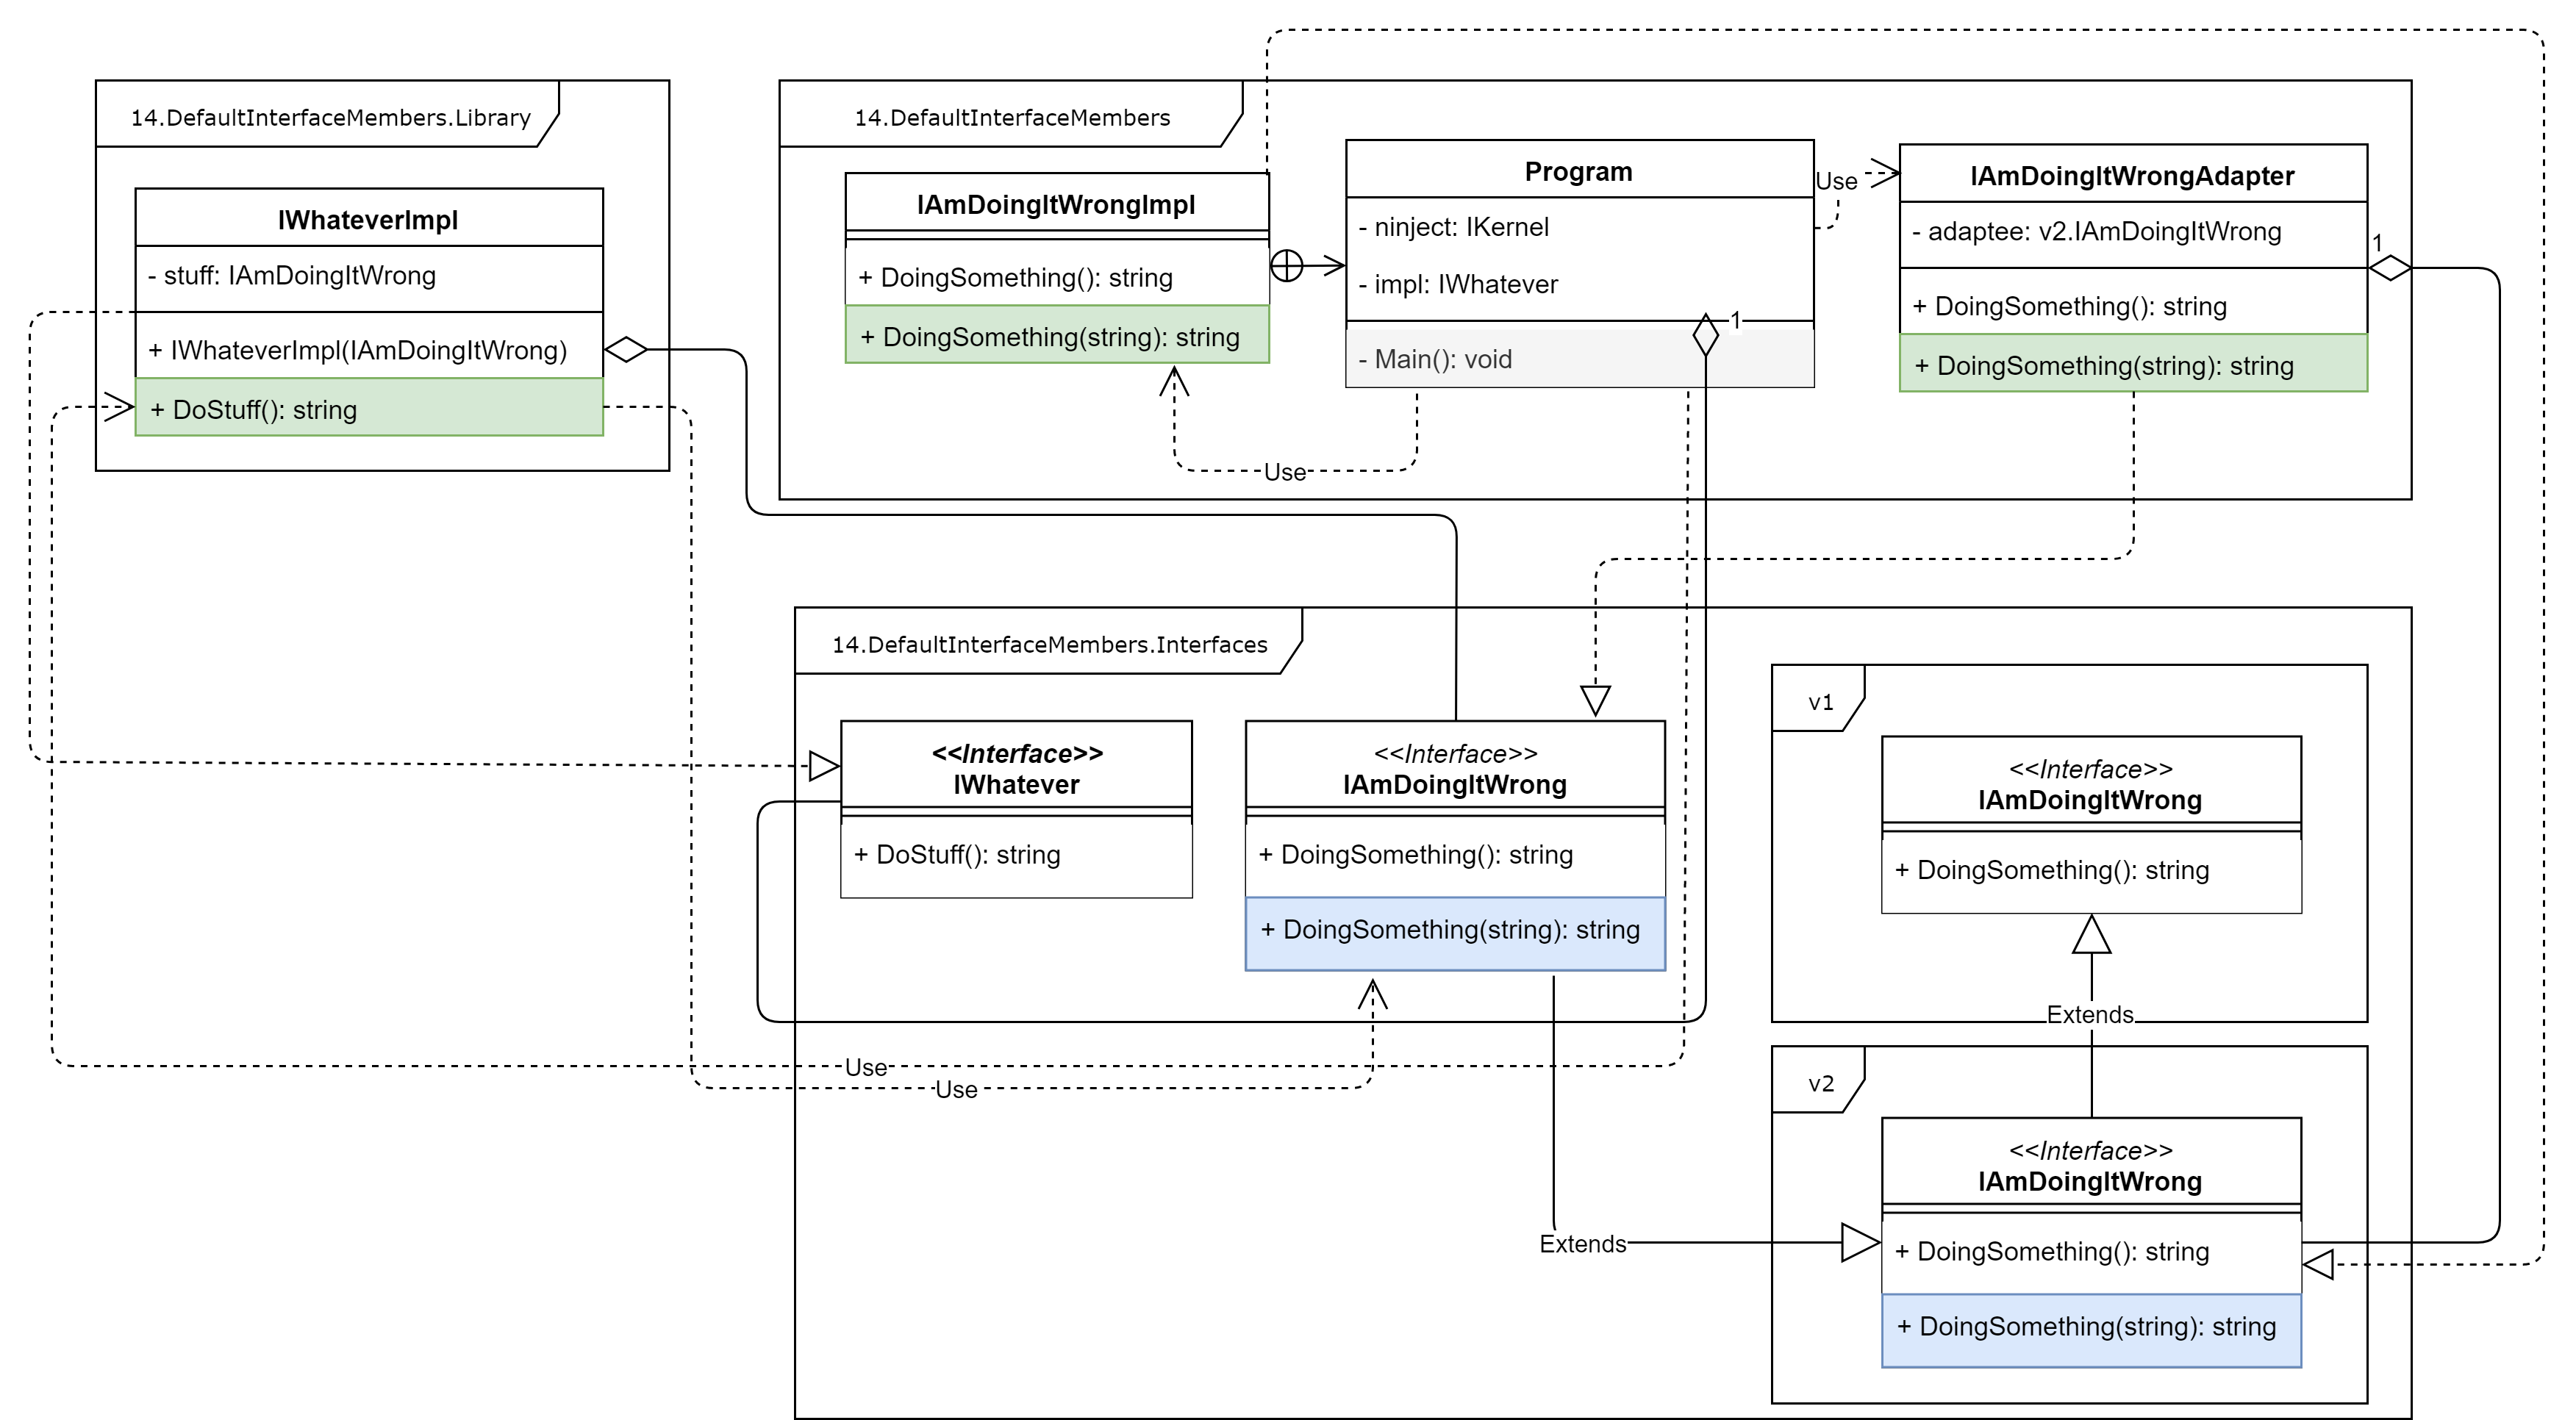 14.DefaultInterfaceMembers.Library
IWhateverImpl
- stuff: IAmDoingItWrong
+ IWhateverImpl(IAmDoingItWrong)
+ DoStuff(): string
14.DefaultInterfaceMembers
IAmDoingItWrongImpl
+ DoingSomething(): string
+ DoingSomething(string): string
Program
- ninject: IKernel
- impl: IWhatever
1
- Main(): void
Use
IAmDoingItWrongAdapter
- adaptee: v2.IAmDoingItWrong
1
+ DoingSomething(): string
+ DoingSomething(string): string
Use
14.DefaultInterfaceMembers.Interfaces
<<Interface>>
IWhatever
+ DoStuff(): string
<<Interface>>
IAmDoingItWrong
+ DoingSomething(): string
+ DoingSomething(string): string
v1
<<Interface>>
IAmDoingItWrong
+ DoingSomething(): string
Extends
Use
Use
v2
<<Interface>>
IAmDoingItWrong
+ DoingSomething(): string
+ DoingSomething(string): string
Extends